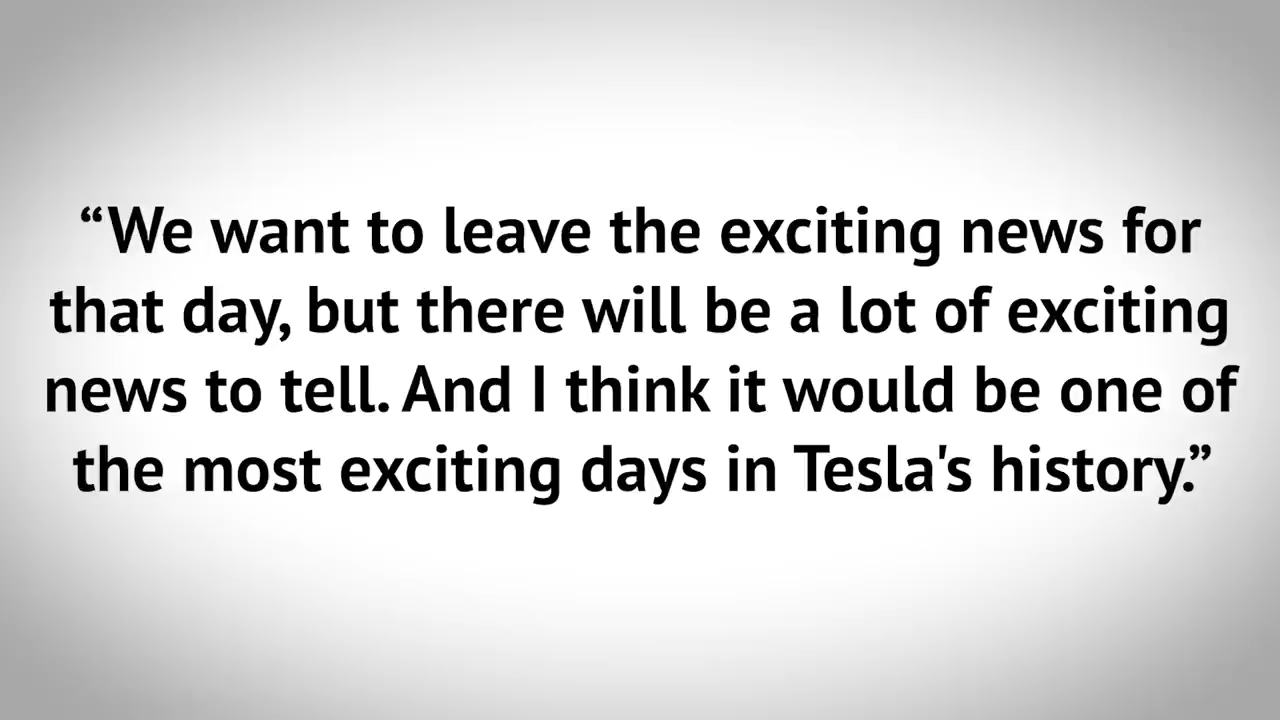 “We want to leave the exciting news for
that day, but there will be a lot of exciting
news to tell. And I think it would be one of
the most exciting days in Tesla's history.”